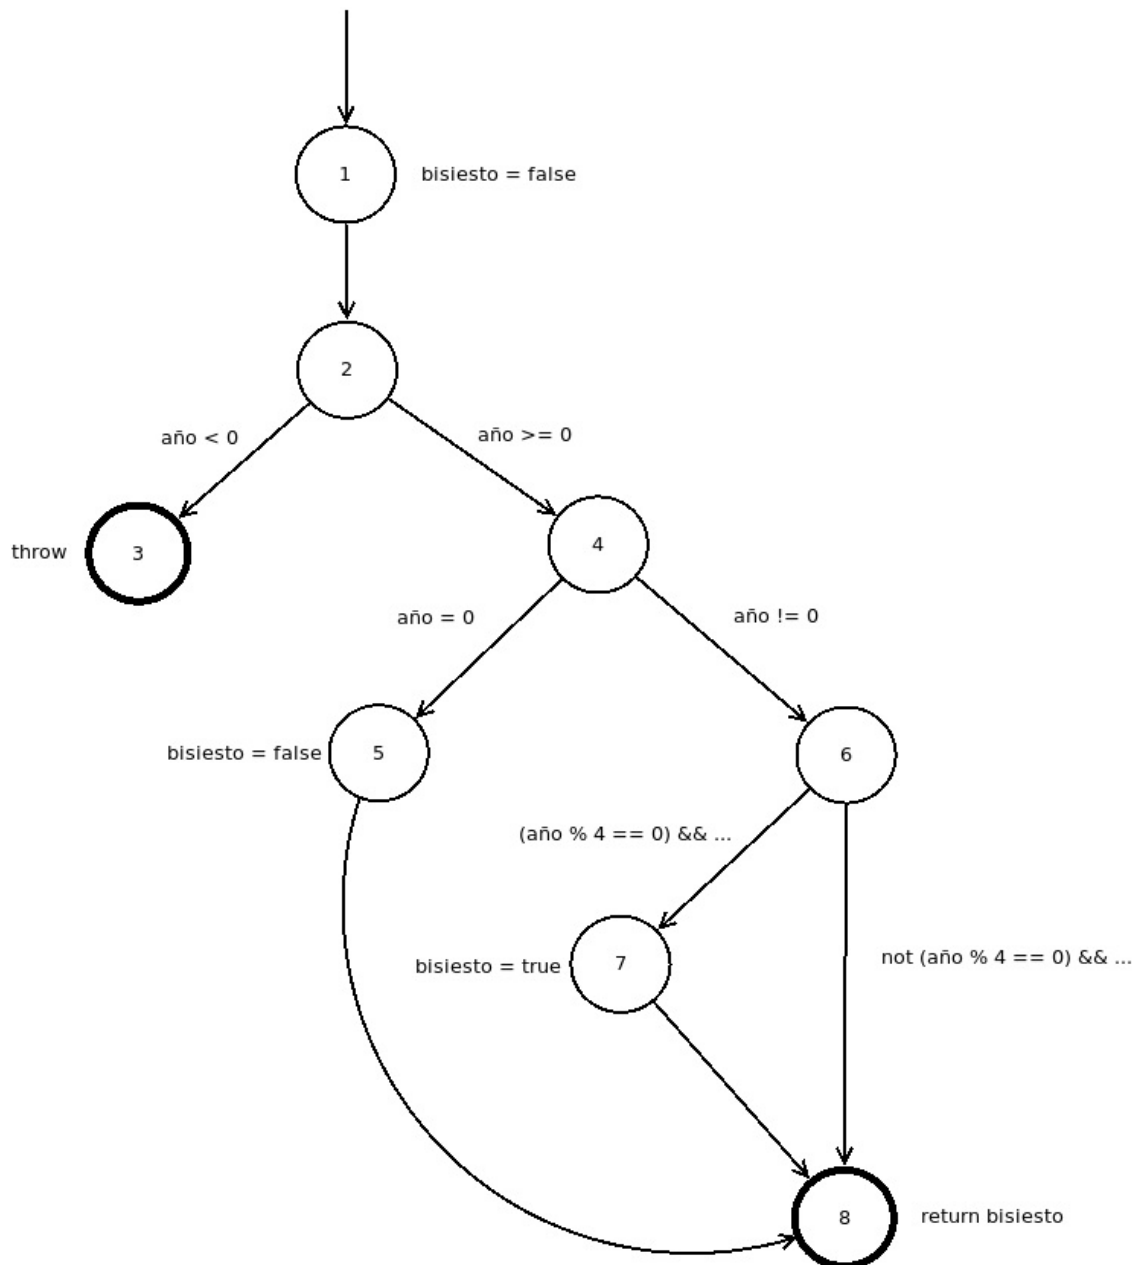 1
bisiesto = false
2
año < 0
año >= 0
throw
3
4
año = 0
año != 0
bisiesto = false
5
6
(año % 4 == 0) && ...
not (año % 4 == 0) && ...
bisiesto = true
7
8
return bisiesto